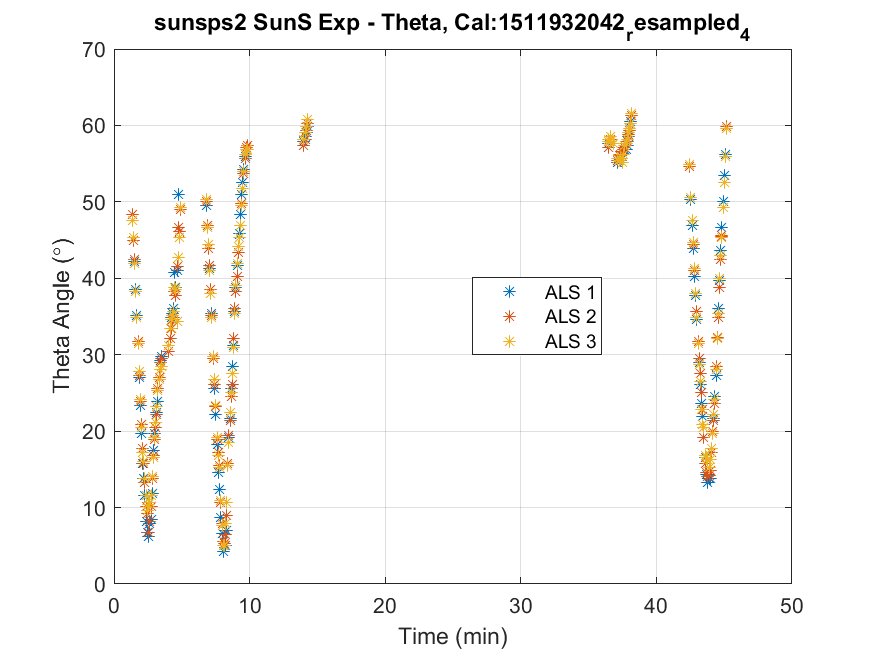 sunsps2 SunS Exp - Theta, Cal:1511932042resampled4
70
60
50
40
30
20
10
0
Theta Angle (°)
ALS 1
ALS 2
ALS 3
0 10 20 30 40 50
Time (min)